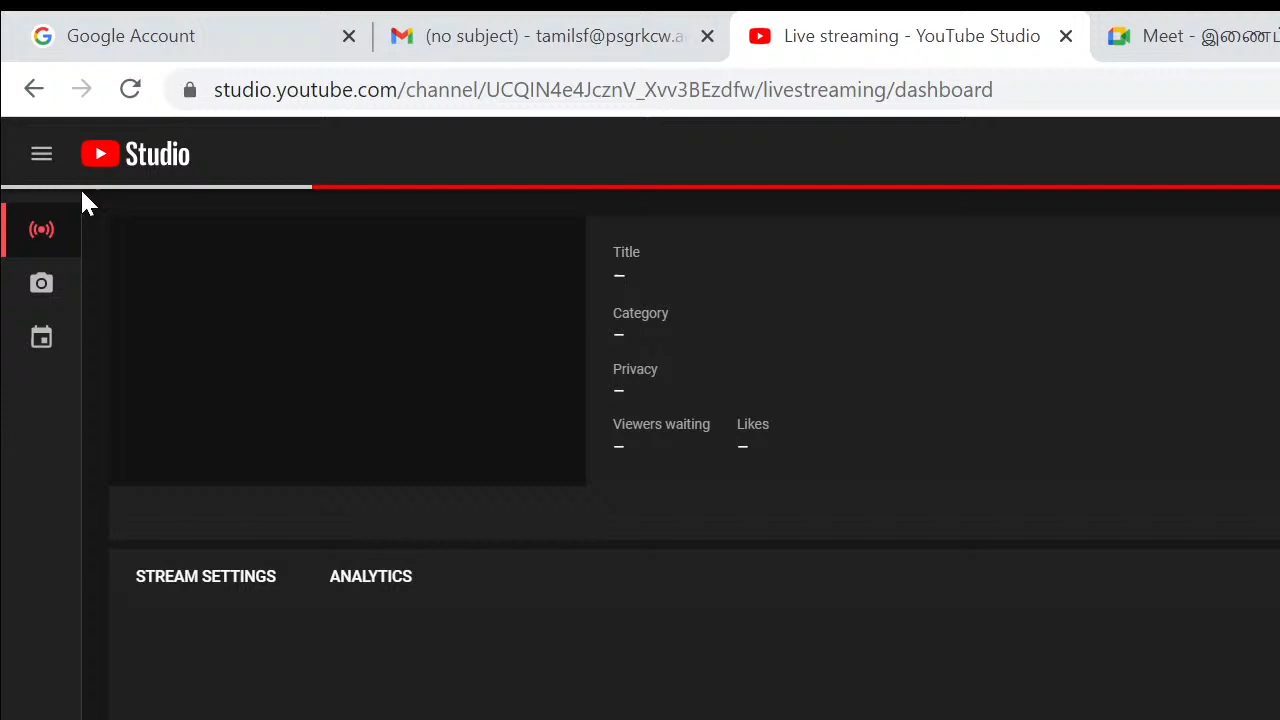 Google Account
(no subject) - tamilsf@psgrkcw.a
Live streaming - YouTube Studio
Meet - இணைப்
studio.youtube.com/channel/UCQIN4e4JcznV_Xvv3BEzdfw/livestreaming/dashboard
Studio
Title
–
Category
–
Privacy
–
Viewers waiting Likes
– –
STREAM SETTINGS ANALYTICS